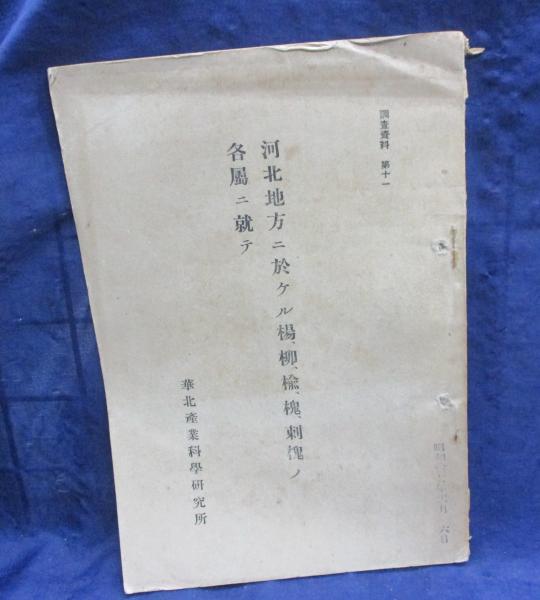 調査資料 第十一
河北地方ニ於ケル楊、柳、楡、槐、刺槐ノ
各屬ニ就テ
華北產業科學研究所